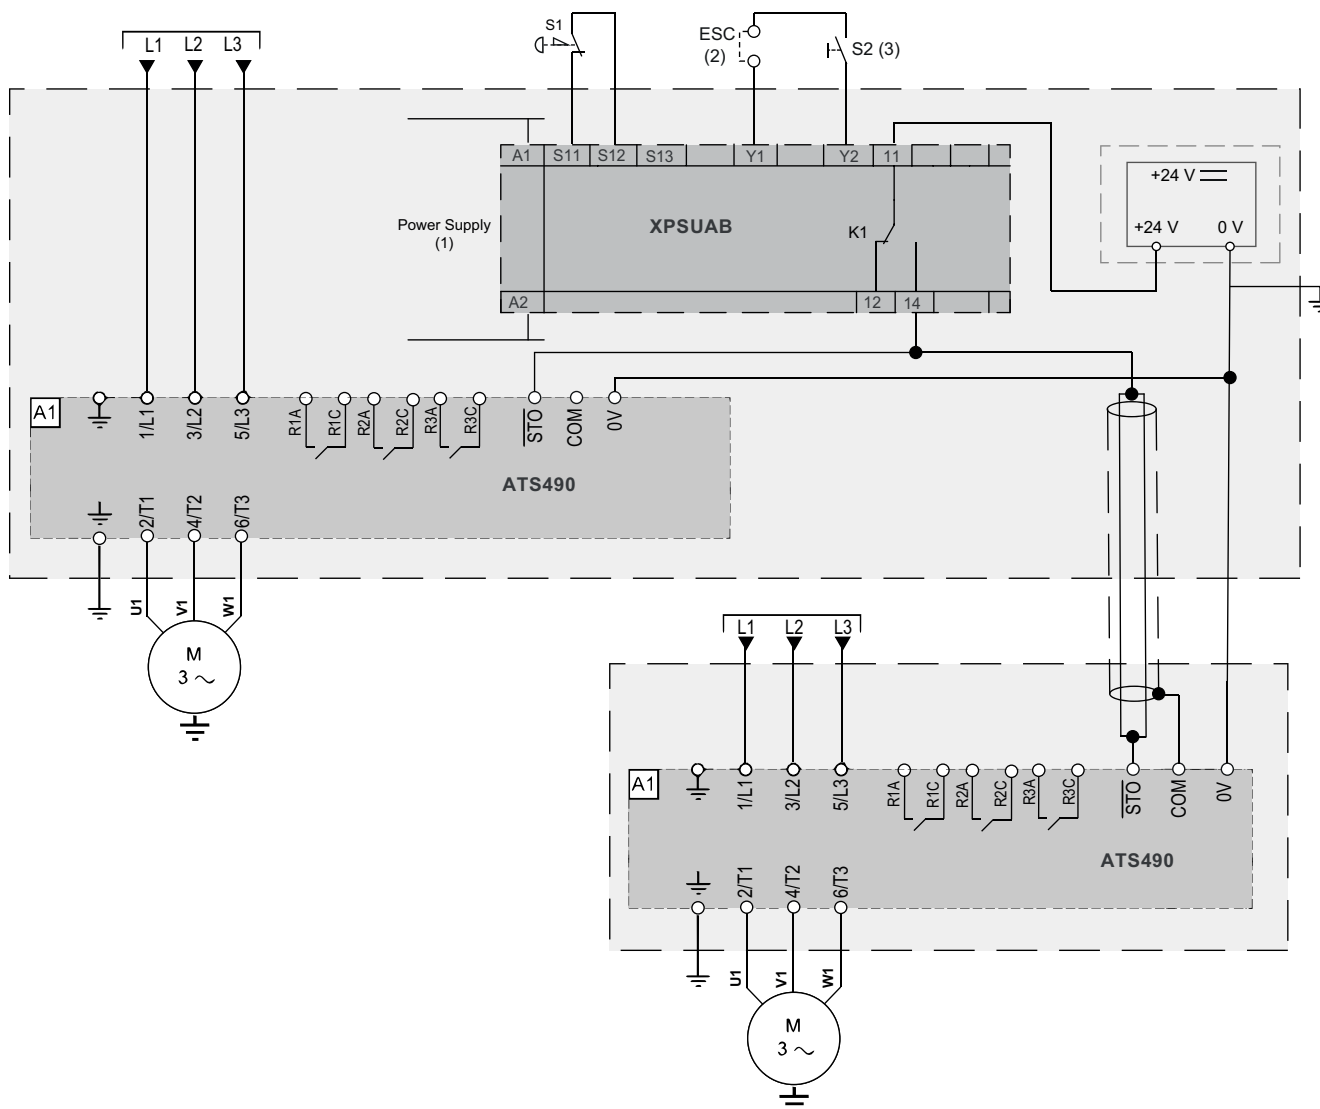 L1 L2 L3
S1
ESC
(2)
S2 (3)
A1 S11 S12 S13 Y1 Y2 11
Power Supply
(1)
XPSUAB
K1
A2 12 14
+24 V
+24 V 0 V
A1
1/L1 3/L2 5/L3 R1A R1C R2A R2C R3A R3C STO COM 0V
ATS490
2/T1 4/T2 6/T3
U1 V1 W1
M
3 ~
L1 L2 L3
A1
1/L1 3/L2 5/L3 R1A R1C R2A R2C R3A R3C STO COM 0V
ATS490
2/T1 4/T2 6/T3
U1 V1 W1
M
3 ~